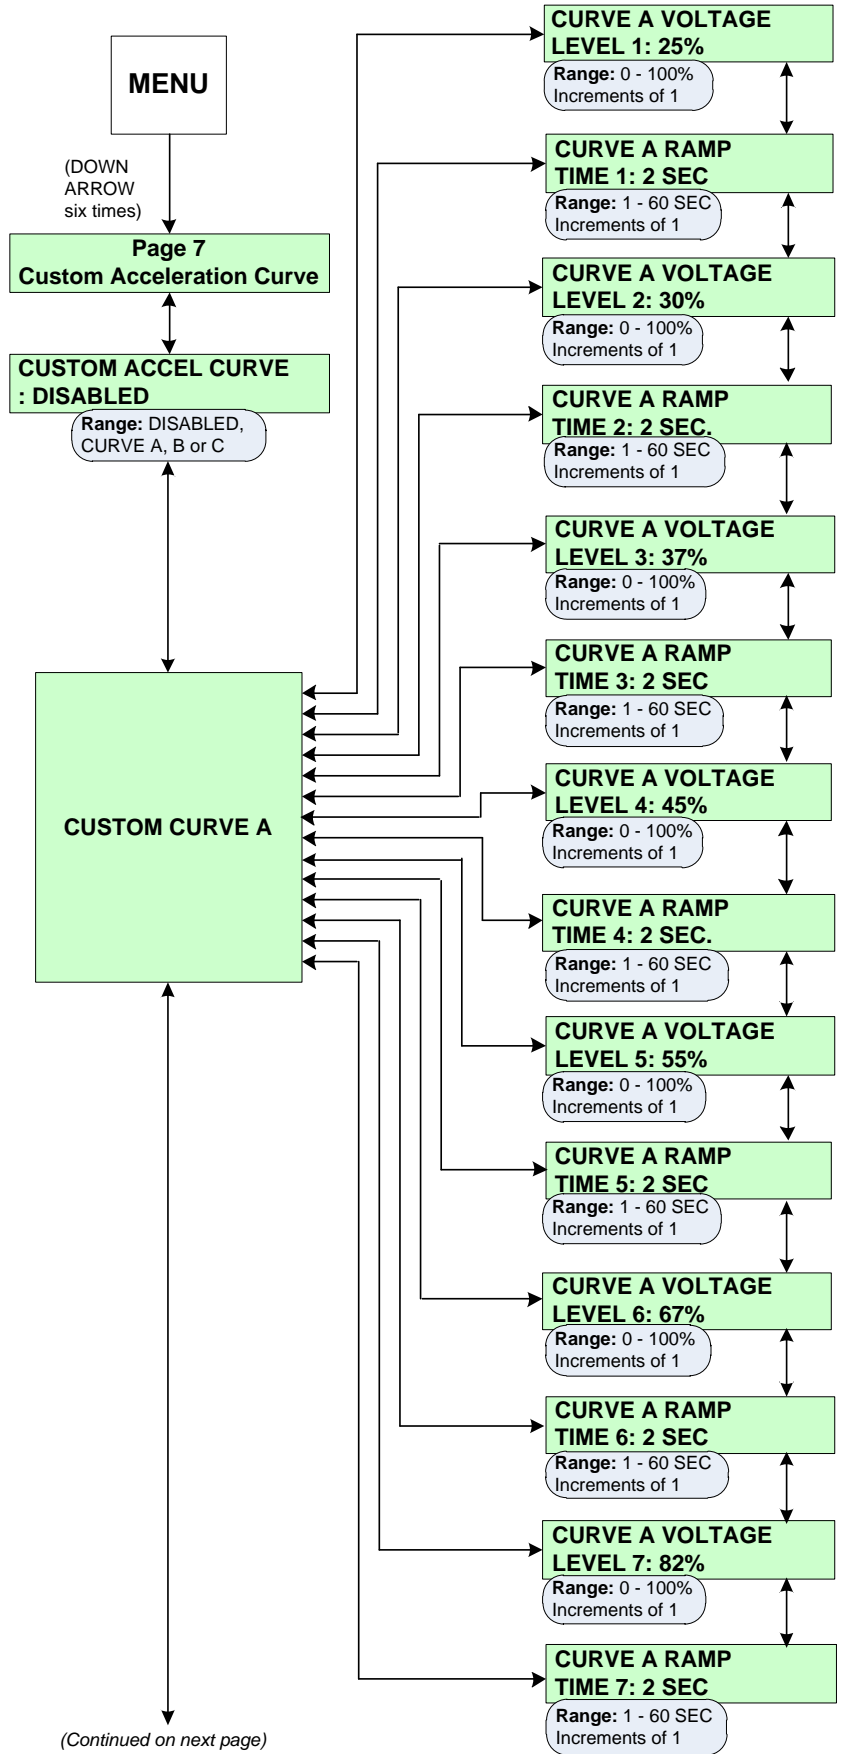 MENU
(DOWN
ARROW
six times)
Page 7
Custom Acceleration Curve
CUSTOM ACCEL CURVE
: DISABLED
Range: DISABLED,
CURVE A, B or C
CUSTOM CURVE A
(Continued on next page)
CURVE A VOLTAGE
LEVEL 1: 25%
Range: 0 - 100%
Increments of 1
CURVE A RAMP
TIME 1: 2 SEC
Range: 1 - 60 SEC
Increments of 1
CURVE A VOLTAGE
LEVEL 2: 30%
Range: 0 - 100%
Increments of 1
CURVE A RAMP
TIME 2: 2 SEC.
Range: 1 - 60 SEC
Increments of 1
CURVE A VOLTAGE
LEVEL 3: 37%
Range: 0 - 100%
Increments of 1
CURVE A RAMP
TIME 3: 2 SEC
Range: 1 - 60 SEC
Increments of 1
CURVE A VOLTAGE
LEVEL 4: 45%
Range: 0 - 100%
Increments of 1
CURVE A RAMP
TIME 4: 2 SEC.
Range: 1 - 60 SEC
Increments of 1
CURVE A VOLTAGE
LEVEL 5: 55%
Range: 0 - 100%
Increments of 1
CURVE A RAMP
TIME 5: 2 SEC
Range: 1 - 60 SEC
Increments of 1
CURVE A VOLTAGE
LEVEL 6: 67%
Range: 0 - 100%
Increments of 1
CURVE A RAMP
TIME 6: 2 SEC
Range: 1 - 60 SEC
Increments of 1
CURVE A VOLTAGE
LEVEL 7: 82%
Range: 0 - 100%
Increments of 1
CURVE A RAMP
TIME 7: 2 SEC
Range: 1 - 60 SEC
Increments of 1